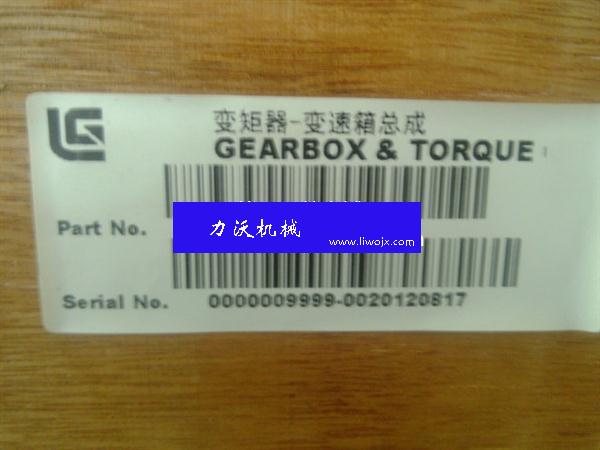 变矩器-变速箱总成
GEARBOX & TORQUE
Part No.
力沃机械
www.liwojx.com
Serial No. 0000009999-0020120817